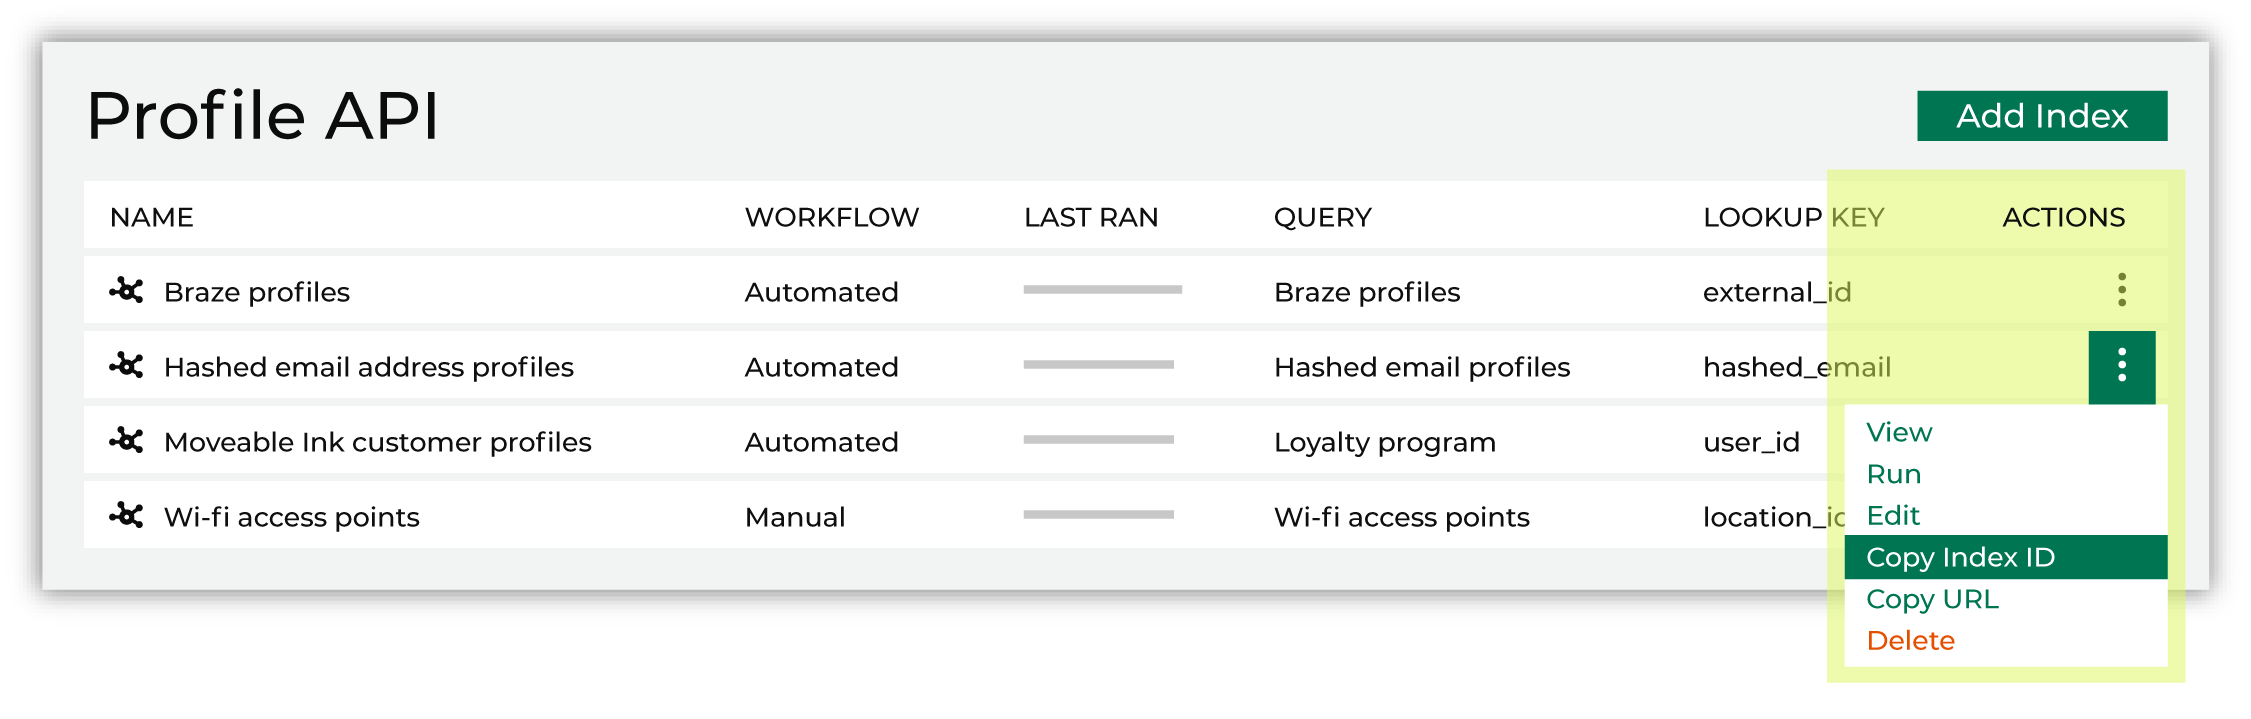 Profile API
Add Index
NAME WORKFLOW LAST RAN QUERY LOOKUP KEY ACTIONS
Braze profiles Automated Braze profiles external_id
Hashed email address profiles Automated Hashed email profiles hashed_email
Moveable Ink customer profiles Automated Loyalty program user_id
Wi-fi access points Manual Wi-fi access points location_id
View
Run
Edit
Copy Index ID
Copy URL
Delete